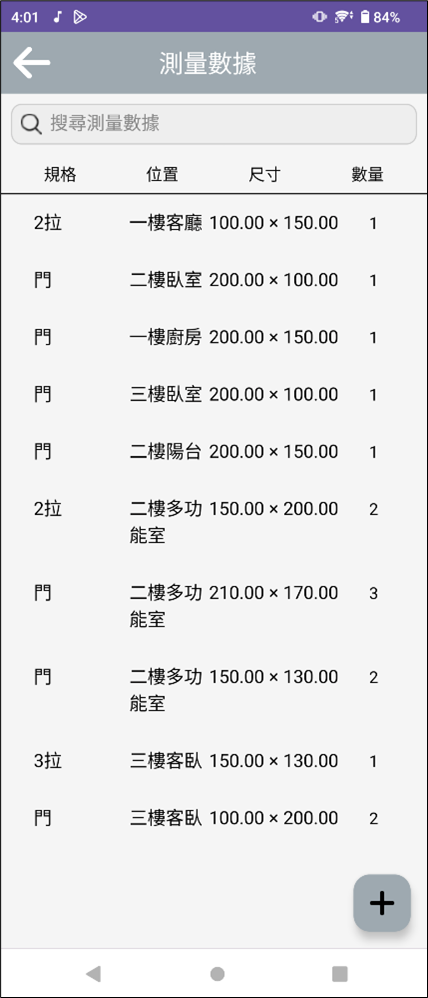 4:01 84%
測量數據
搜尋測量數據
規格 位置 尺寸 數量
2拉 一樓客廳 100.00 × 150.00 1
門 二樓臥室 200.00 × 100.00 1
門 一樓廚房 200.00 × 150.00 1
門 三樓臥室 200.00 × 100.00 1
門 二樓陽台 200.00 × 150.00 1
2拉 二樓多功 150.00 × 200.00 2
能室
門 二樓多功 210.00 × 170.00 3
能室
門 二樓多功 150.00 × 130.00 2
能室
3拉 三樓客臥 150.00 × 130.00 1
門 三樓客臥 100.00 × 200.00 2